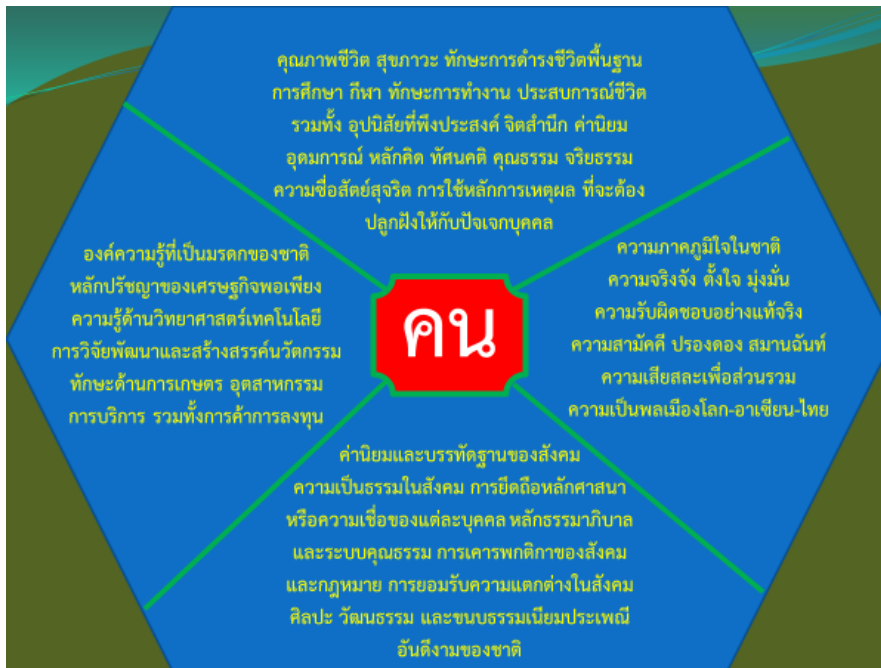 คุณภาพชีวิต สุขภาวะ ทักษะการดำรงชีวิตพื้นฐาน
การศึกษา กีฬา ทักษะการทำงาน ประสบการณ์ชีวิต
รวมทั้ง อุปนิสัยที่พึงประสงค์ จิตสำนึก ค่านิยม
อุดมการณ์ หลักคิด ทัศนคติ คุณธรรม จริยธรรม
ความซื่อสัตย์สุจริต การใช้หลักการเหตุผล ที่จะต้อง
ปลูกฝังให้กับปัจเจกบุคคล
องค์ความรู้ที่เป็นมรดกของชาติ
หลักปรัชญาของเศรษฐกิจพอเพียง
ความรู้ด้านวิทยาศาสตร์เทคโนโลยี
การวิจัยพัฒนาและสร้างสรรค์นวัตกรรม
ทักษะด้านการเกษตร อุตสาหกรรม
การบริการ รวมทั้งการค้าการลงทุน
คน
ความภาคภูมิใจในชาติ
ความจริงจัง ตั้งใจ มุ่งมั่น
ความรับผิดชอบอย่างแท้จริง
ความสามัคคี ปรองดอง สมานฉันท์
ความเสียสละเพื่อส่วนรวม
ความเป็นพลเมืองโลก-อาเซียน-ไทย
ค่านิยมและบรรทัดฐานของสังคม
ความเป็นธรรมในสังคม การยึดถือหลักศาสนา
หรือความเชื่อของแต่ละบุคคล หลักธรรมาภิบาล
และระบบคุณธรรม การเคารพกติกาของสังคม
และกฎหมาย การยอมรับความแตกต่างในสังคม
ศิลปะ วัฒนธรรม และขนบธรรมเนียมประเพณี
อันดีงามของชาติ